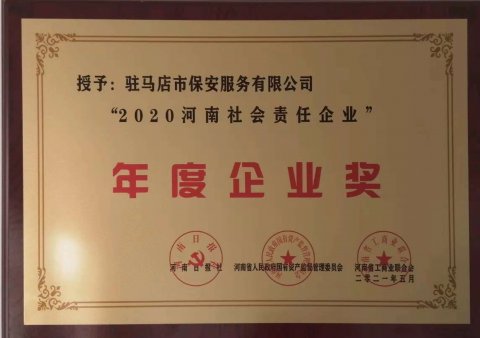 授予：驻马店市保安服务有限公司
“2020河南社会责任企业”
年度企业奖
河南日报社 河南省人民政府国有资产监督管理委员会 河南省工商业联合会
二〇二一年五月